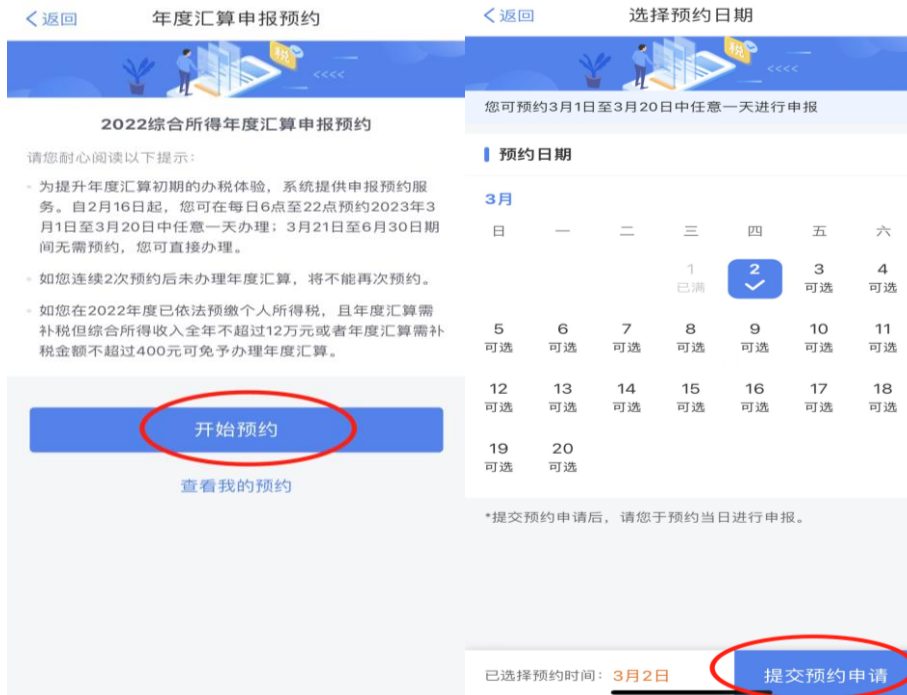 返回
年度汇算申报预约
税
<<<<
2022综合所得年度汇算申报预约
请您耐心阅读以下提示：
为提升年度汇算初期的办税体验，系统提供申报预约服
务。自2月16日起，您可在每日6点至22点预约2023年3
月1日至3月20日中任意一天办理；3月21日至6月30日期
间无需预约，您可直接办理。
如您连续2次预约后未办理年度汇算，将不能再次预约。
如您在2022年度已依法预缴个人所得税，且年度汇算需
补税但综合所得收入全年不超过12万元或者年度汇算需补
税金额不超过400元可免予办理年度汇算。
开始预约
查看我的预约
返回
选择预约日期
税
<<<<
您可预约3月1日至3月20日中任意一天进行申报
预约日期
3月
日 一 二 三 四 五 六
1 2 3 4
已满 可选 可选
5 6 7 8 9 10 11
可选 可选 可选 可选 可选 可选 可选
12 13 14 15 16 17 18
可选 可选 可选 可选 可选 可选 可选
19 20
可选 可选
*提交预约申请后，请您于预约当日进行申报。
已选择预约时间：3月2日
提交预约申请